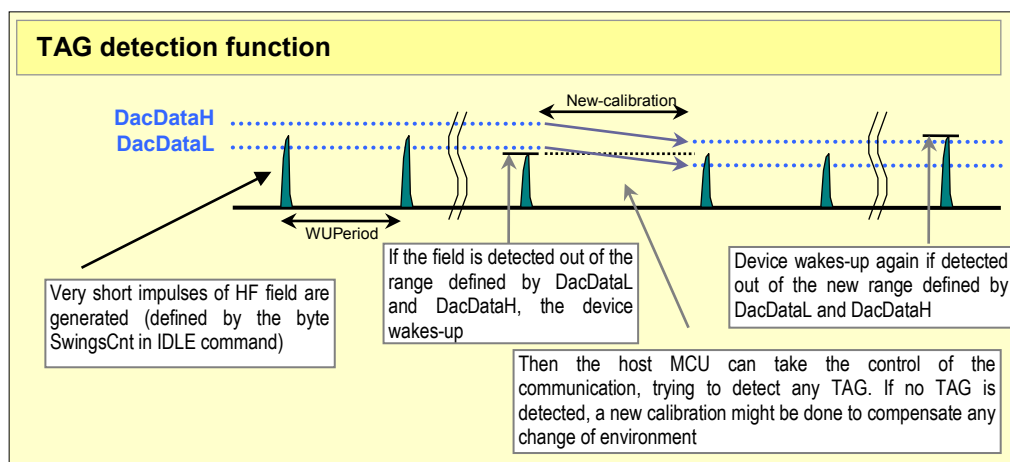 TAG detection function
New-calibration
DacDataH
DacDataL
WUPeriod
Very short impulses of HF field are
generated (defined by the byte
SwingsCnt in IDLE command)
If the field is detected out of the
range defined by DacDataL
and DacDataH, the device
wakes-up
Device wakes-up again if detected
out of the new range defined by
DacDataL and DacDataH
Then the host MCU can take the control of the
communication, trying to detect any TAG. If no TAG is
detected, a new calibration might be done to compensate any
change of environment